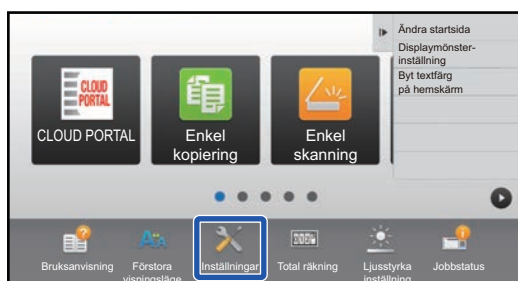 Ändra startsida
Displaymönster-
inställning
Byt textfärg
på hemskärm
CLOUD
PORTAL
CLOUD PORTAL
Enkel
kopiering
Enkel
skanning
Bruksanvisning
Förstora
visningsläge
Inställningar
Total räkning
Ljusstyrka
inställning
Jobbstatus